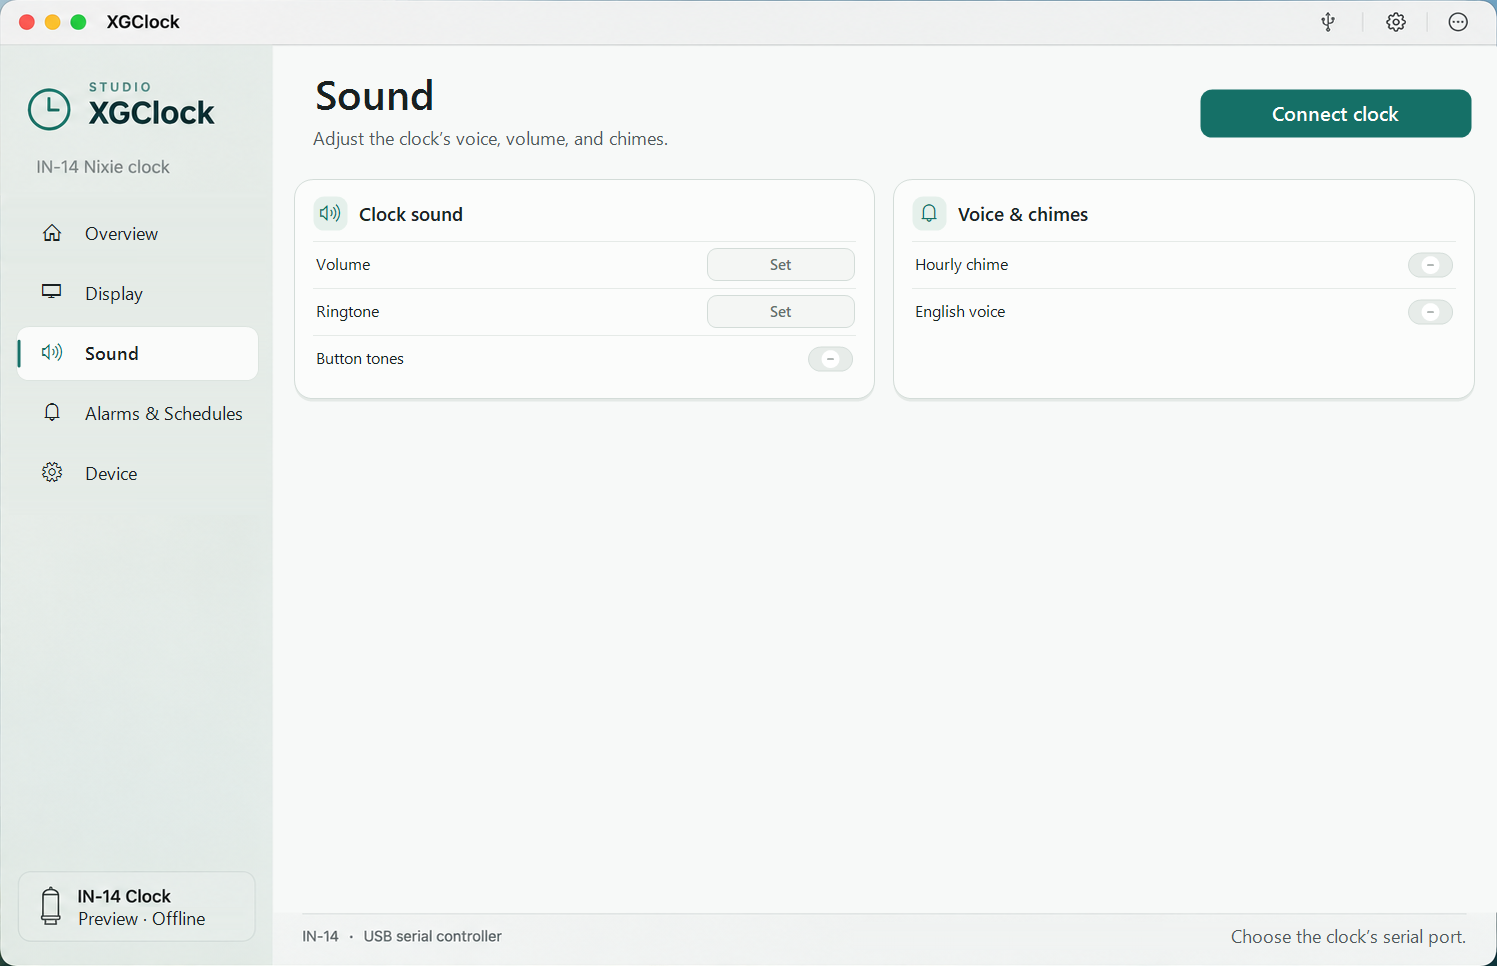 XGClock
STUDIO
XGClock
IN-14 Nixie clock
Overview
Display
Sound
Alarms & Schedules
Device
IN-14 Clock
Preview · Offline
Sound
Adjust the clock's voice, volume, and chimes.
Connect clock
Clock sound
Volume
Set
Ringtone
Set
Button tones
Voice & chimes
Hourly chime
English voice
IN-14 · USB serial controller
Choose the clock's serial port.